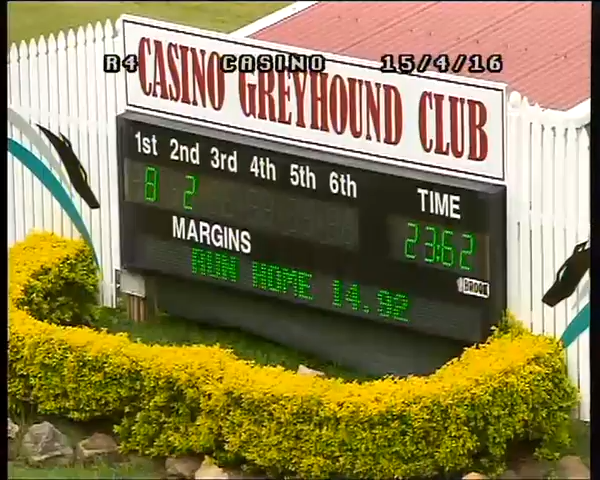 R4 CASINO 15/4/16
CASINO GREYHOUND CLUB
1st 2nd 3rd 4th 5th 6th TIME
8 2 23:62
MARGINS
RUN HOME 14.92
BROOK